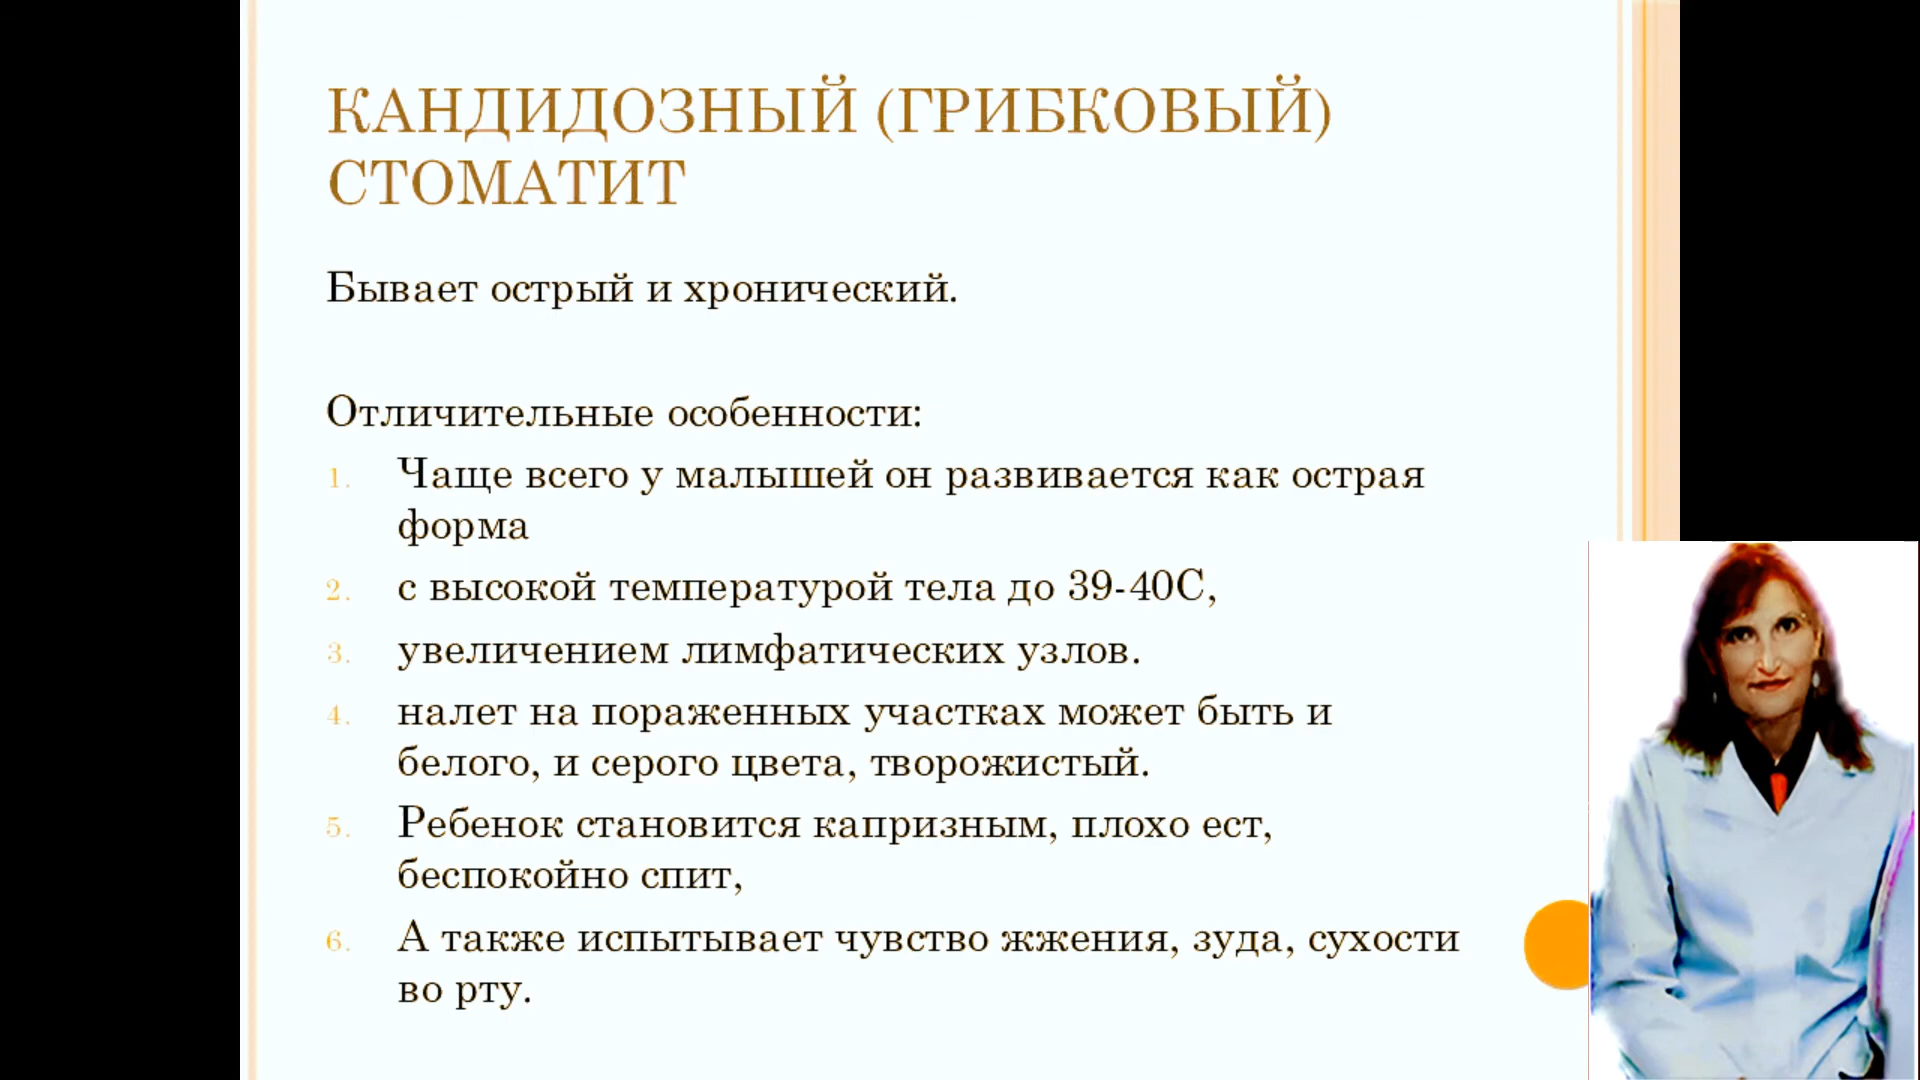 КАНДИДОЗНЫЙ (ГРИБКОВЫЙ)
СТОМАТИТ
Бывает острый и хронический.
Отличительные особенности:
1. Чаще всего у малышей он развивается как острая
форма
2. с высокой температурой тела до 39-40С,
3. увеличением лимфатических узлов.
4. налет на пораженных участках может быть и
белого, и серого цвета, творожистый.
5. Ребенок становится капризным, плохо ест,
беспокойно спит,
6. А также испытывает чувство жжения, зуда, сухости
во рту.